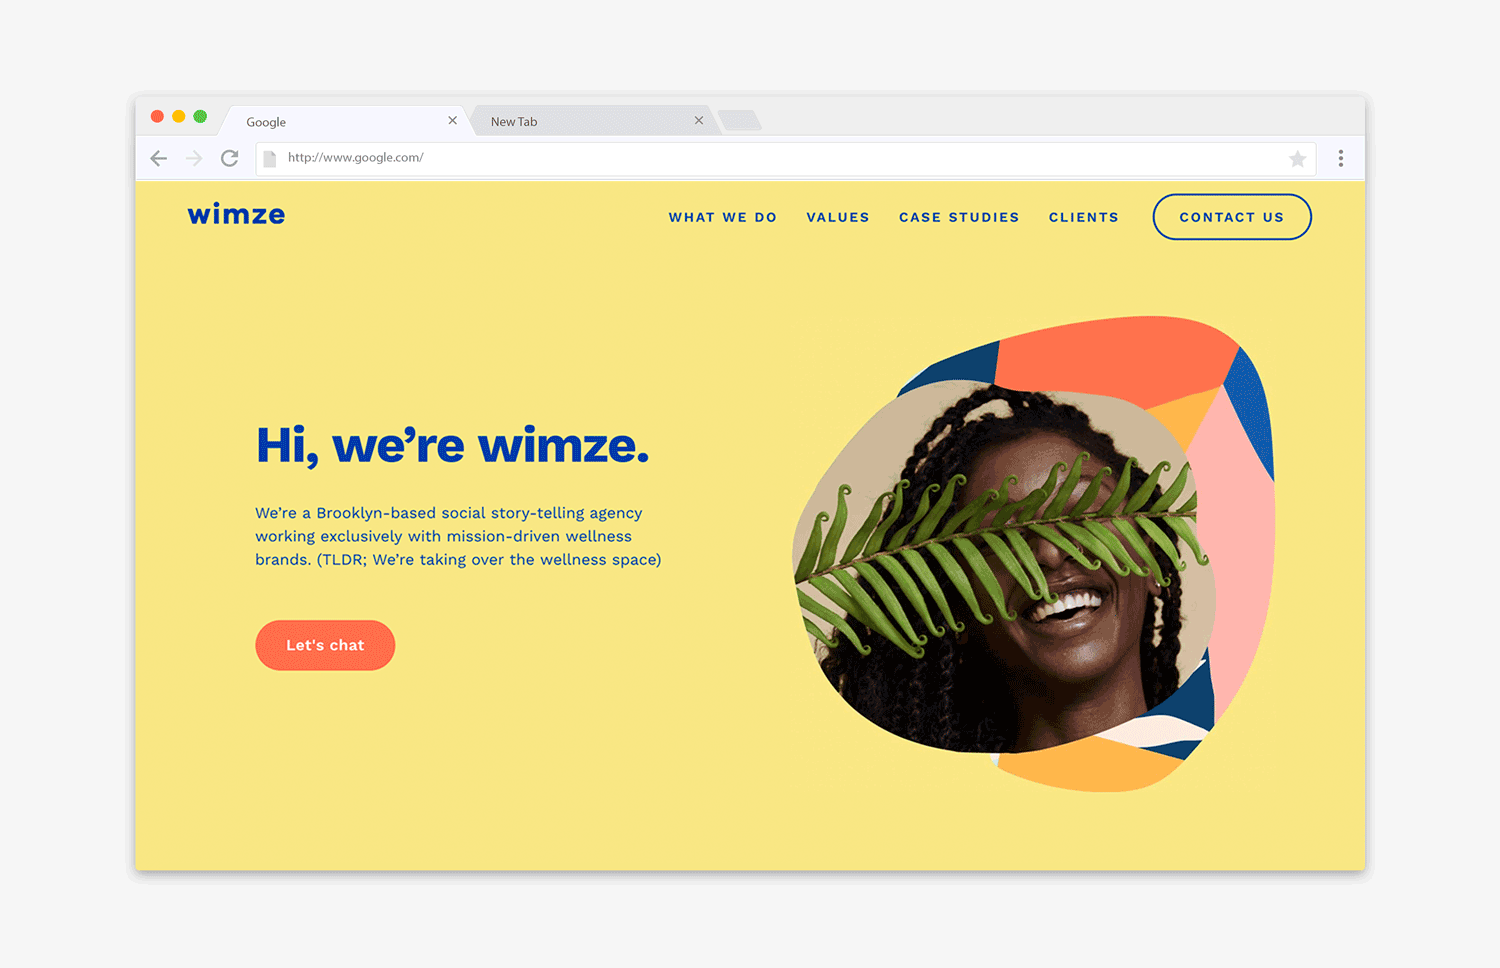 Google
New Tab
http://www.google.com/
wimze
WHAT WE DO
VALUES
CASE STUDIES
CLIENTS
CONTACT US
Hi, we’re wimze.
We’re a Brooklyn-based social story-telling agency
working exclusively with mission-driven wellness
brands. (TLDR; We’re taking over the wellness space)
Let's chat